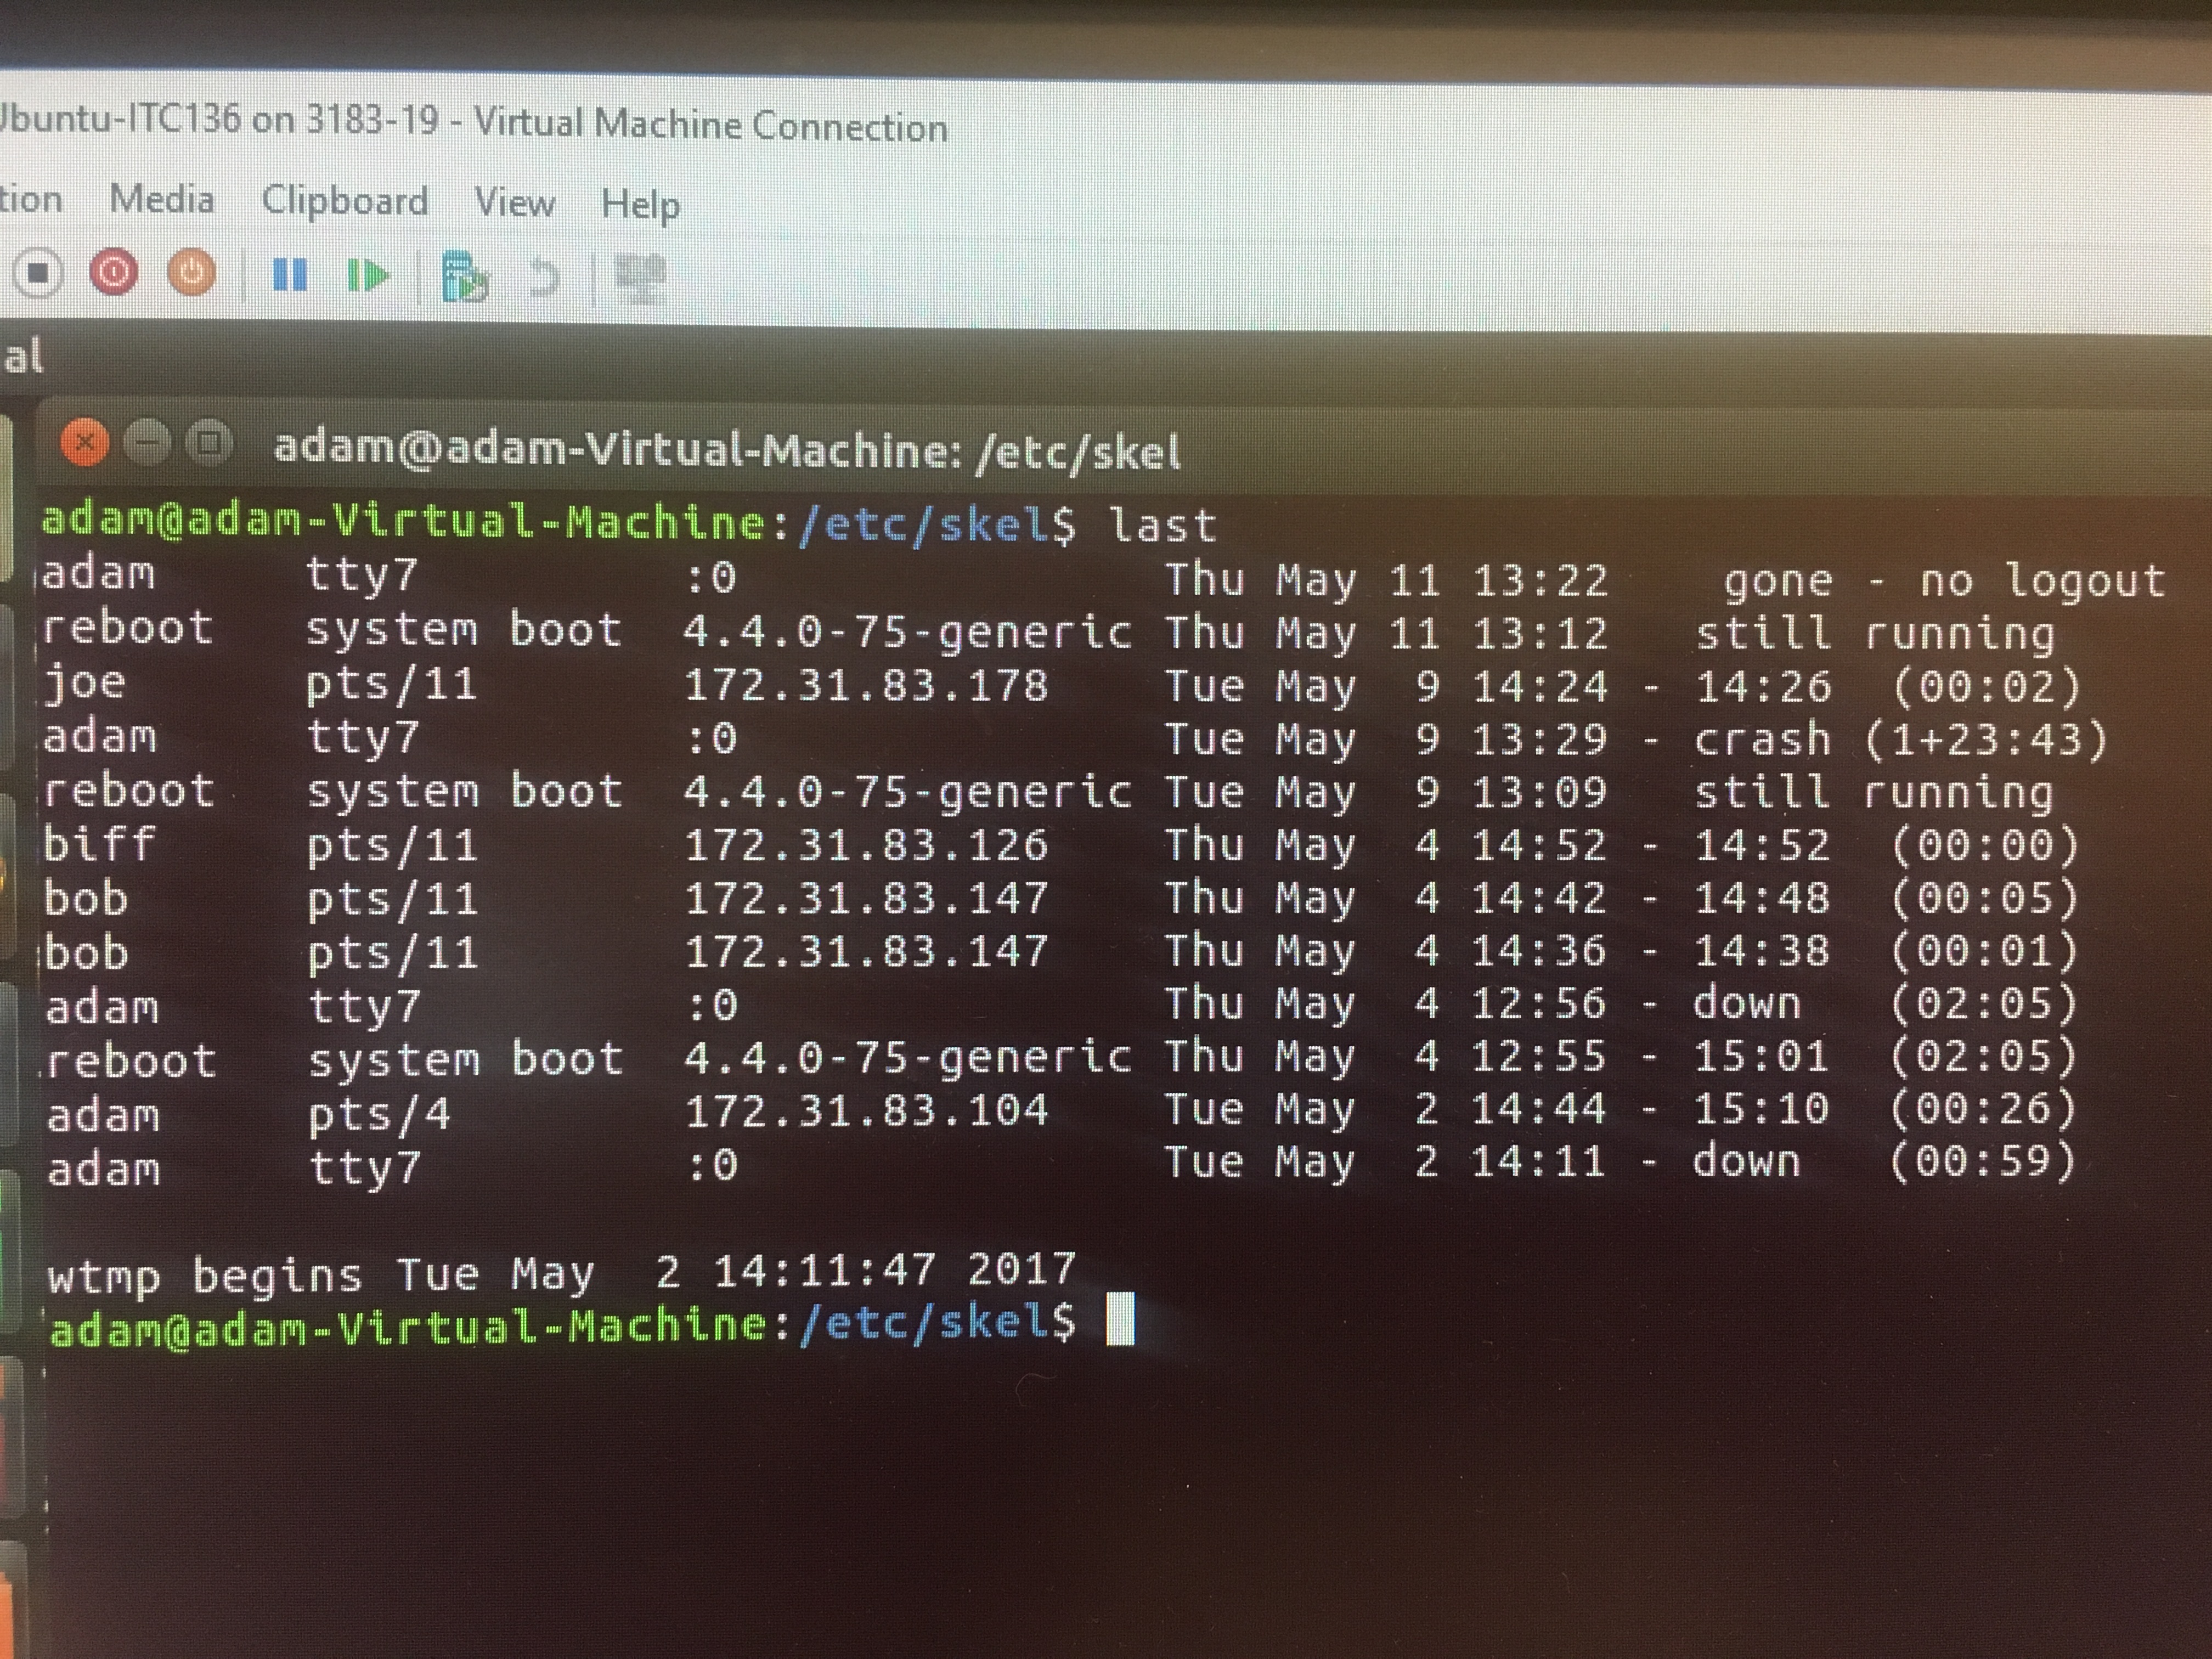 Ubuntu-ITC136 on 3183-19 - Virtual Machine Connection
tion Media Clipboard View Help
al
adam@adam-Virtual-Machine: /etc/skel
adam@adam-Virtual-Machine:/etc/skel$ last
adam     tty7         :0               Thu May 11 13:22    gone - no logout
reboot   system boot  4.4.0-75-generic Thu May 11 13:12   still running
joe      pts/11       172.31.83.178    Tue May  9 14:24 - 14:26  (00:02)
adam     tty7         :0               Tue May  9 13:29 - crash (1+23:43)
reboot   system boot  4.4.0-75-generic Tue May  9 13:09   still running
biff     pts/11       172.31.83.126    Thu May  4 14:52 - 14:52  (00:00)
bob      pts/11       172.31.83.147    Thu May  4 14:42 - 14:48  (00:05)
bob      pts/11       172.31.83.147    Thu May  4 14:36 - 14:38  (00:01)
adam     tty7         :0               Thu May  4 12:56 - down   (02:05)
reboot   system boot  4.4.0-75-generic Thu May  4 12:55 - 15:01  (02:05)
adam     pts/4        172.31.83.104    Tue May  2 14:44 - 15:10  (00:26)
adam     tty7         :0               Tue May  2 14:11 - down   (00:59)
wtmp begins Tue May  2 14:11:47 2017
adam@adam-Virtual-Machine:/etc/skel$